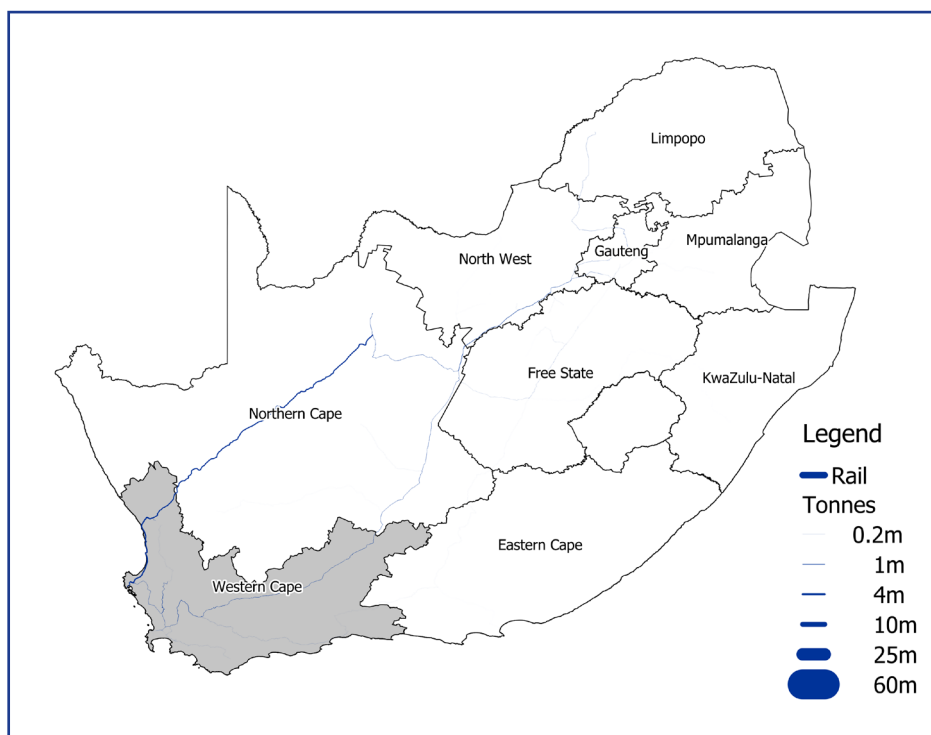 Limpopo
Mpumalanga
Gauteng
North West
Free State
KwaZulu-Natal
Northern Cape
Eastern Cape
Western Cape
Legend
Rail
Tonnes
0.2m
1m
4m
10m
25m
60m